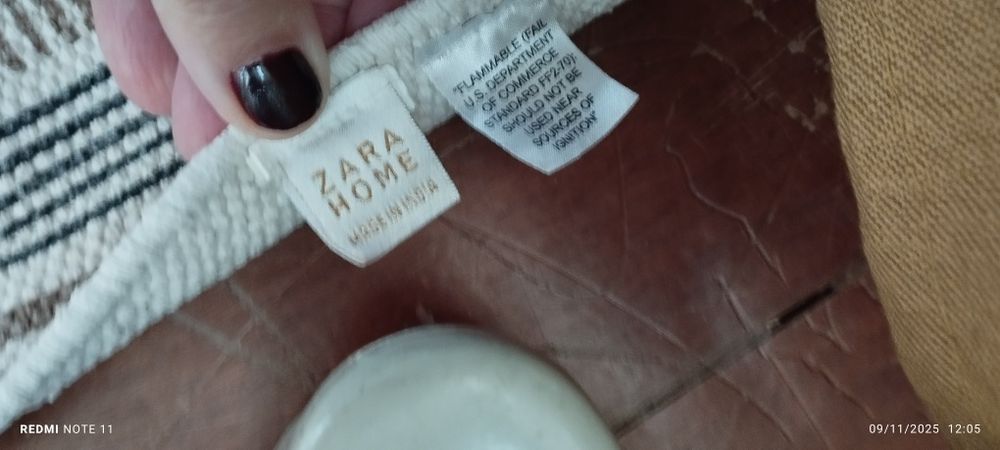 ZARA
HOME
MADE IN INDIA
"FLAMMABLE (FAIL
U.S. DEPARTMENT
OF COMMERCE
STANDARD FF2-70):
SHOULD NOT BE
USED NEAR
SOURCES OF
IGNITION"
REDMI NOTE 11
09/11/2025 12:05